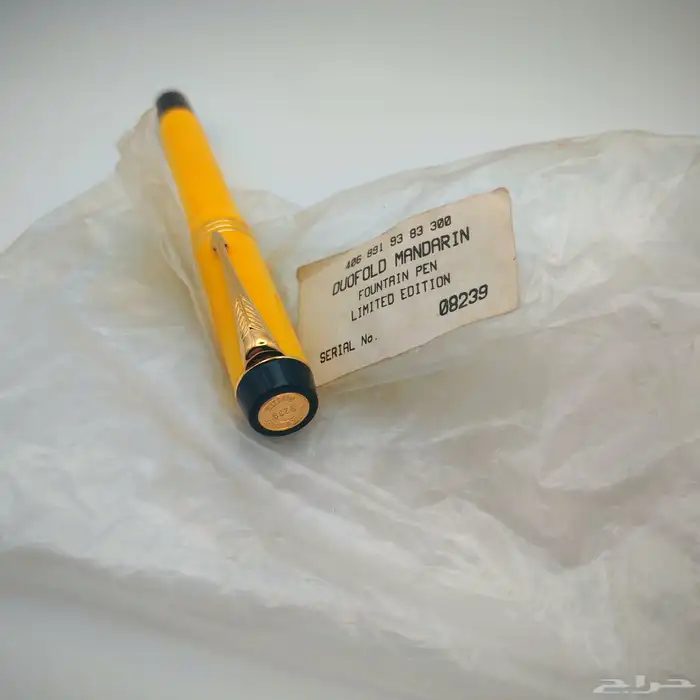 406 891 93 83 300
DUOFOLD MANDARIN
FOUNTAIN PEN
LIMITED EDITION
SERIAL No. 08239
حراج